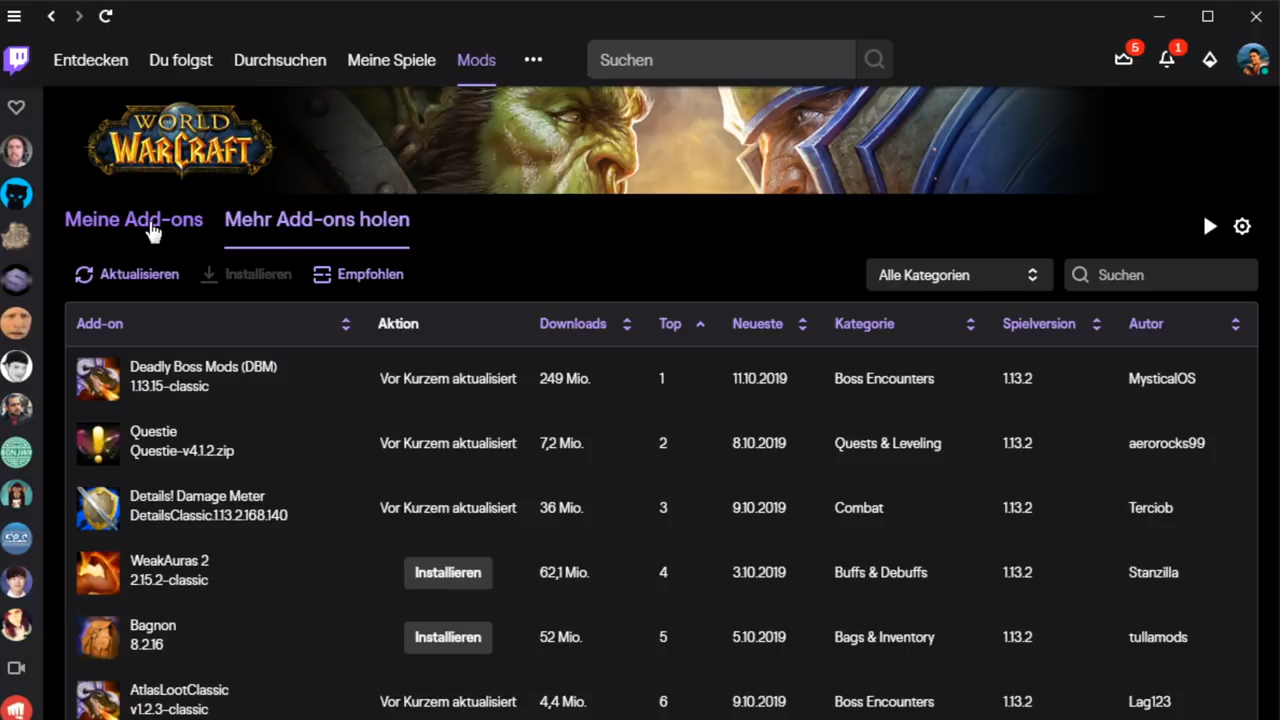 5
1
Entdecken Du folgst Durchsuchen Meine Spiele Mods ••• Suchen
WORLD
OF
WARCRAFT
Meine Add-ons Mehr Add-ons holen
Aktualisieren Installieren Empfohlen Alle Kategorien Suchen
Add-on Aktion Downloads Top Neueste Kategorie Spielversion Autor
Deadly Boss Mods (DBM)
1.13.15-classic
Vor Kurzem aktualisiert 249 Mio. 1 11.10.2019 Boss Encounters 1.13.2 MysticalOS
Questie
Questie-v4.1.2.zip
Vor Kurzem aktualisiert 7,2 Mio. 2 8.10.2019 Quests & Leveling 1.13.2 aerorocks99
Details! Damage Meter
DetailsClassic.1.13.2.168.140
Vor Kurzem aktualisiert 36 Mio. 3 9.10.2019 Combat 1.13.2 Terciob
WeakAuras 2
2.15.2-classic
Installieren 62,1 Mio. 4 3.10.2019 Buffs & Debuffs 1.13.2 Stanzilla
Bagnon
8.2.16
Installieren 52 Mio. 5 5.10.2019 Bags & Inventory 1.13.2 tullamods
AtlasLootClassic
v1.2.3-classic
Vor Kurzem aktualisiert 4,4 Mio. 6 9.10.2019 Boss Encounters 1.13.2 Lag123